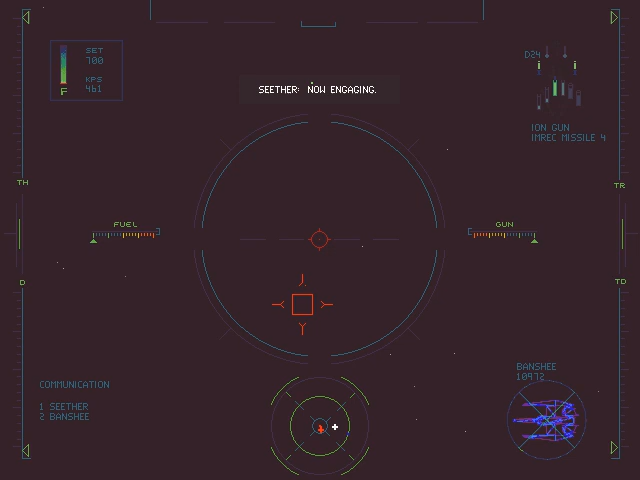 SET
700
KPS
461
F
SEETHER: NOW ENGAGING.
D24
ION GUN
IMREC MISSILE 4
TH
TR
FUEL
GUN
D
TD
COMMUNICATION
1 SEETHER
2 BANSHEE
BANSHEE
10972